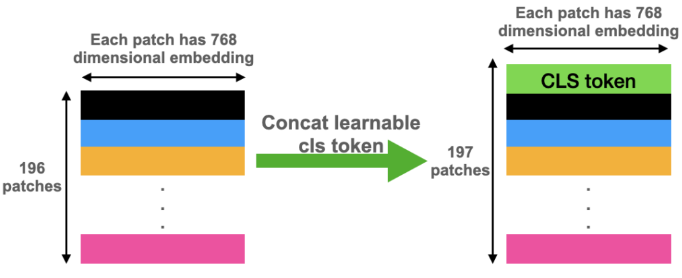 Each patch has 768
dimensional embedding
196
patches
.
.
.
Concat learnable
cls token
Each patch has 768
dimensional embedding
CLS token
197
patches
.
.
.